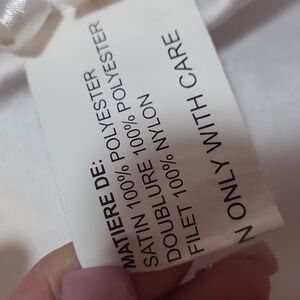 MATIERE DE:
SATIN 100% POLYESTER
DOUBLURE 100% POLYESTER
FILET 100% NYLON
N ONLY WITH CARE